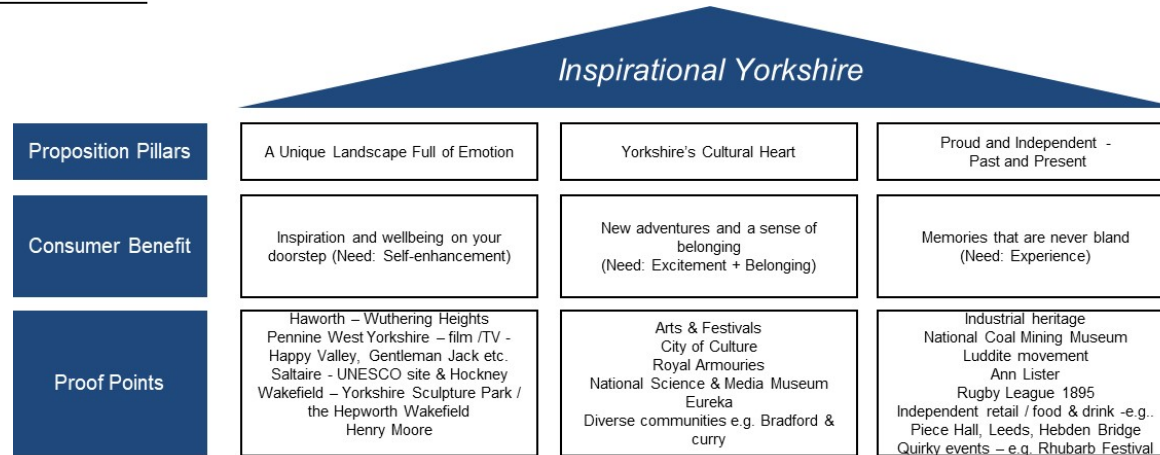 Inspirational Yorkshire
Proposition Pillars
A Unique Landscape Full of Emotion
Yorkshire’s Cultural Heart
Proud and Independent -
Past and Present
Consumer Benefit
Inspiration and wellbeing on your
doorstep (Need: Self-enhancement)
New adventures and a sense of
belonging
(Need: Excitement + Belonging)
Memories that are never bland
(Need: Experience)
Proof Points
Haworth – Wuthering Heights
Pennine West Yorkshire – film /TV -
Happy Valley, Gentleman Jack etc.
Saltaire - UNESCO site & Hockney
Wakefield – Yorkshire Sculpture Park /
the Hepworth Wakefield
Henry Moore
Arts & Festivals
City of Culture
Royal Armouries
National Science & Media Museum
Eureka
Diverse communities e.g. Bradford &
curry
Industrial heritage
National Coal Mining Museum
Luddite movement
Ann Lister
Rugby League 1895
Independent retail / food & drink -e.g..
Piece Hall, Leeds, Hebden Bridge
Quirky events – e.g. Rhubarb Festival